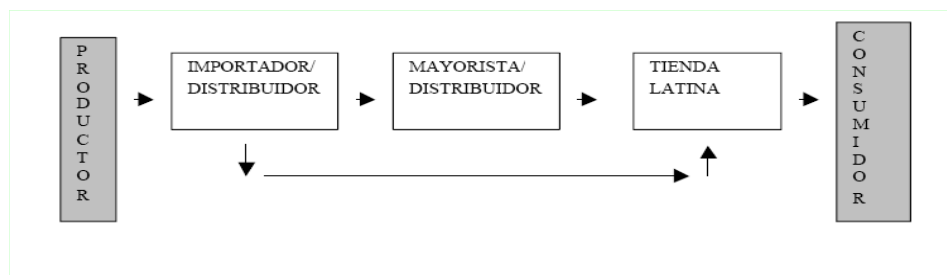 PRODUCTOR
IMPORTADOR/
DISTRIBUIDOR
MAYORISTA/
DISTRIBUIDOR
TIENDA
LATINA
CONSUMIDOR